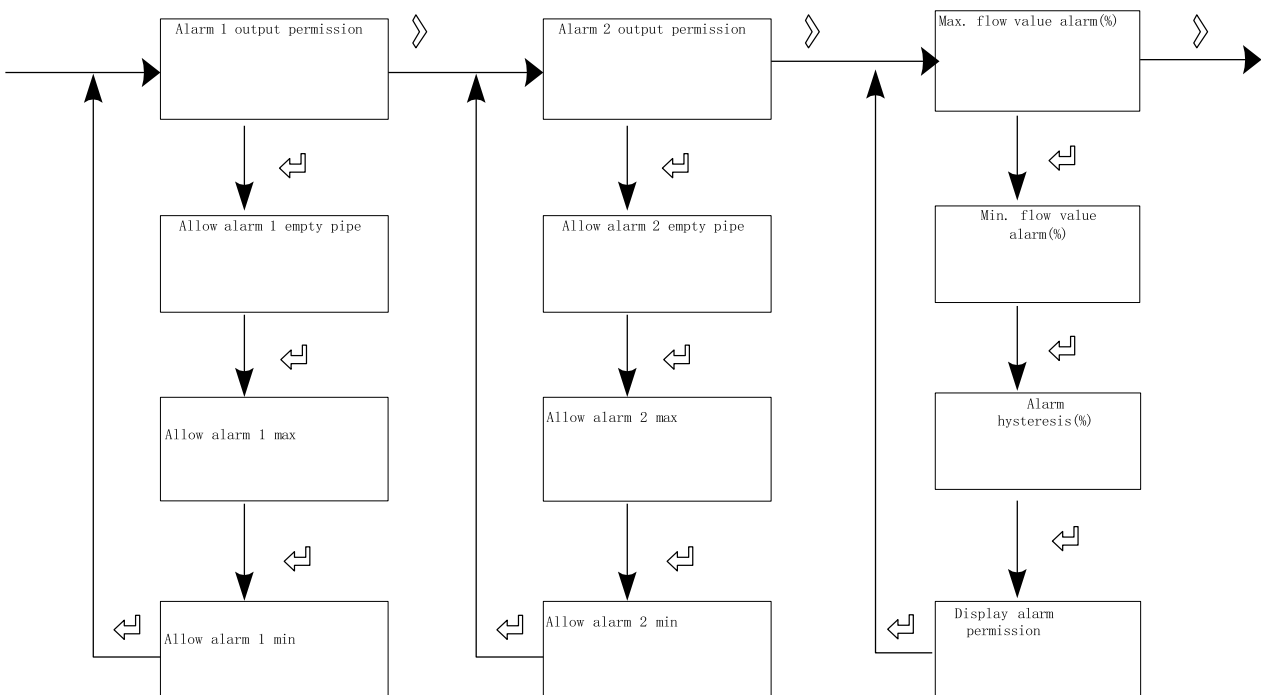 Alarm 1 output permission
Allow alarm 1 empty pipe
Allow alarm 1 max
Allow alarm 1 min
Alarm 2 output permission
Allow alarm 2 empty pipe
Allow alarm 2 max
Allow alarm 2 min
Max. flow value alarm(%)
Min. flow value
alarm(%)
Alarm
hysteresis(%)
Display alarm
permission